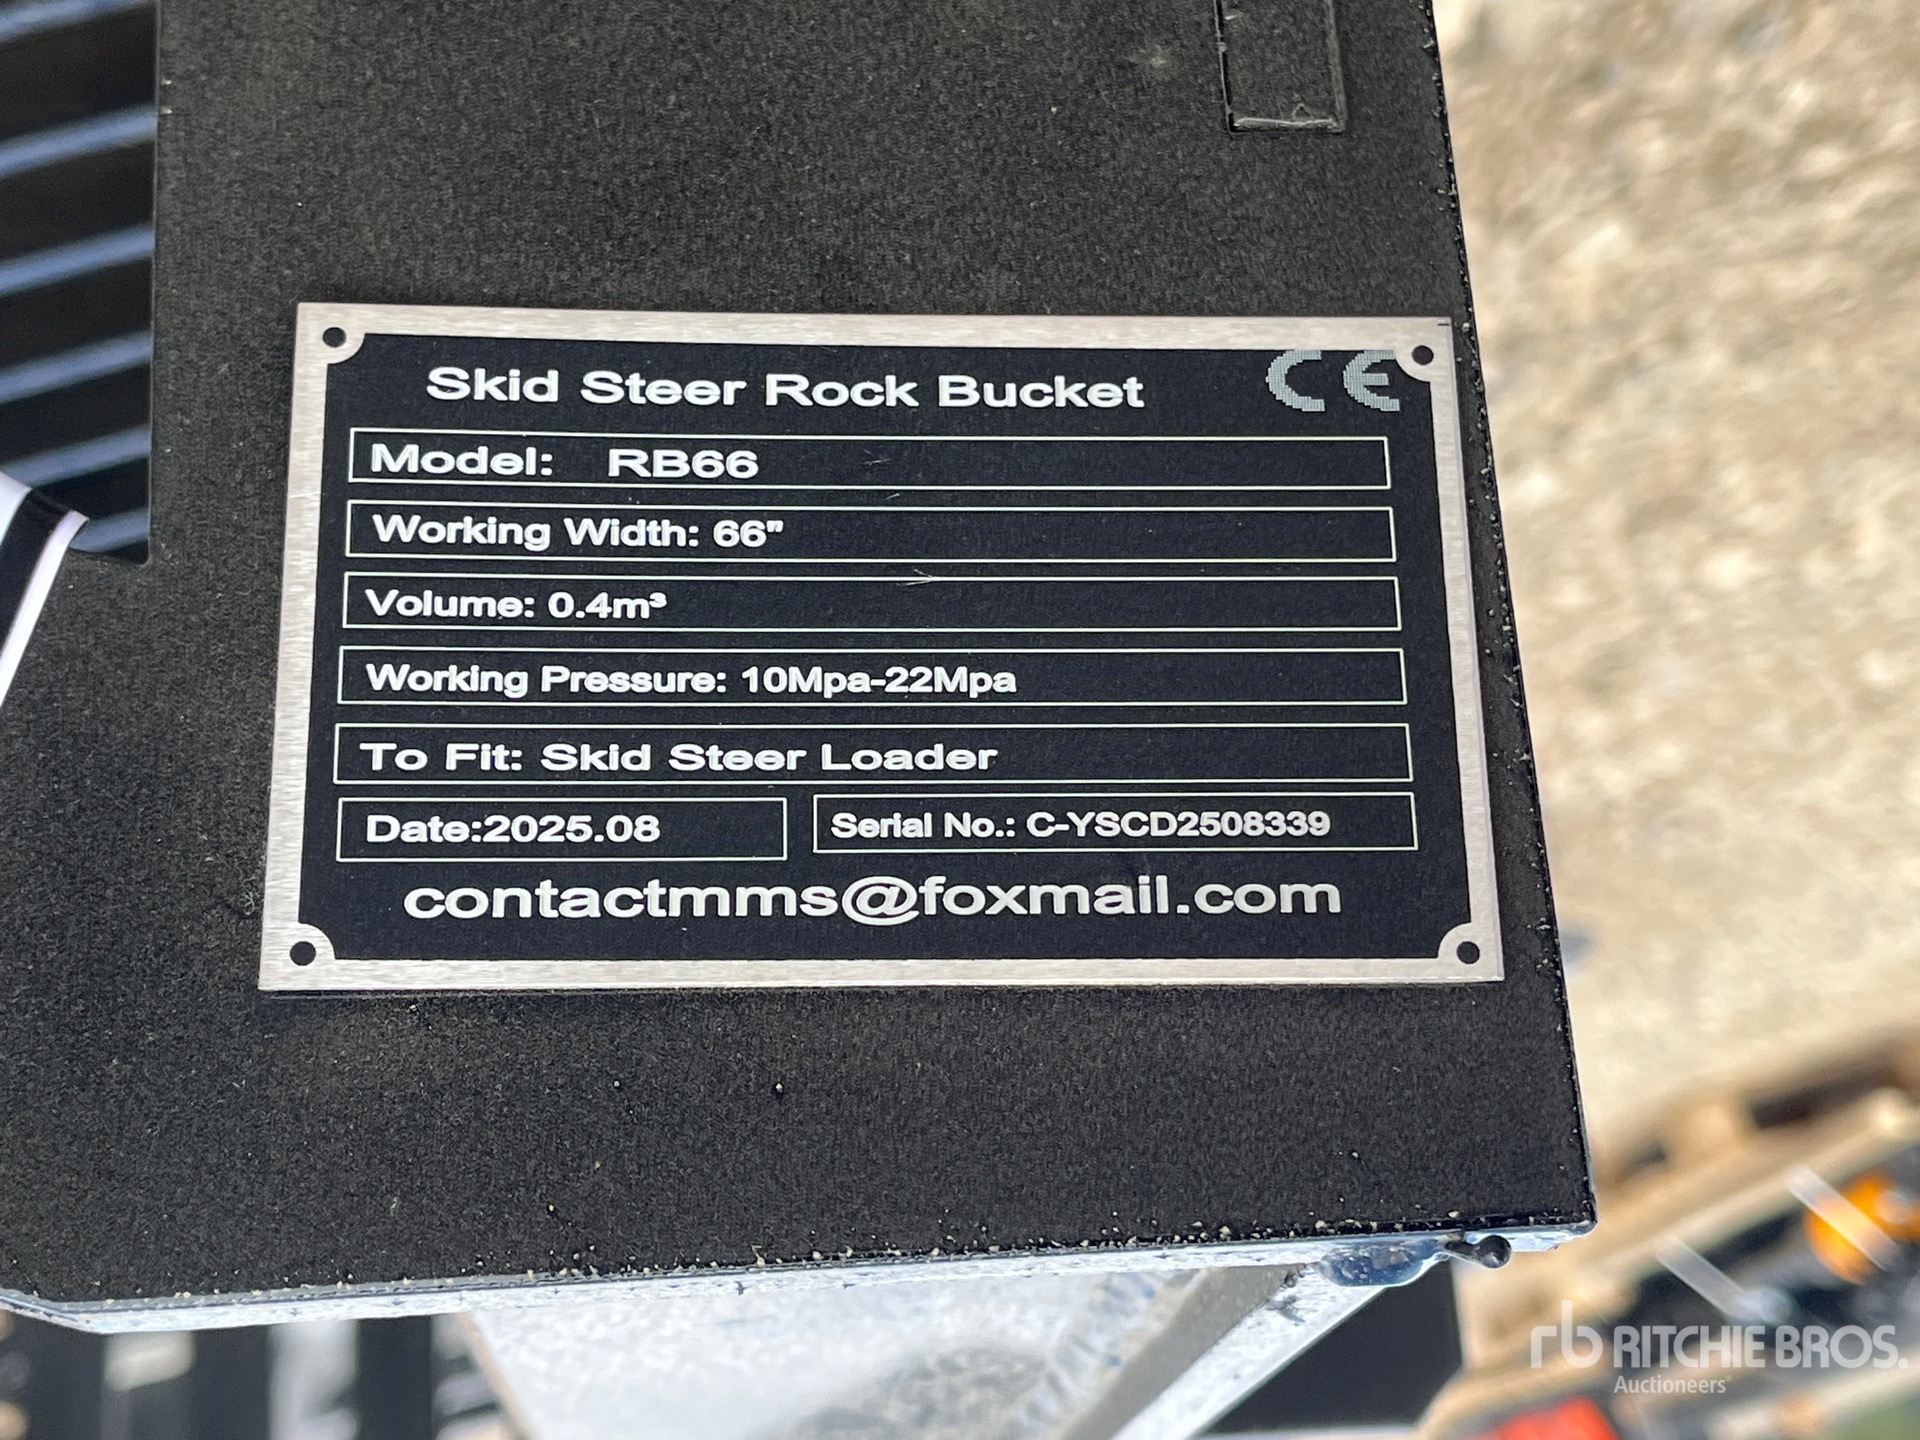 Skid Steer Rock Bucket CE
Model: RB66
Working Width: 66"
Volume: 0.4m³
Working Pressure: 10Mpa-22Mpa
To Fit: Skid Steer Loader
Date:2025.08 Serial No.: C-YSCD2508339
contactmms@foxmail.com
rb RITCHIE BROS.
Auctioneers